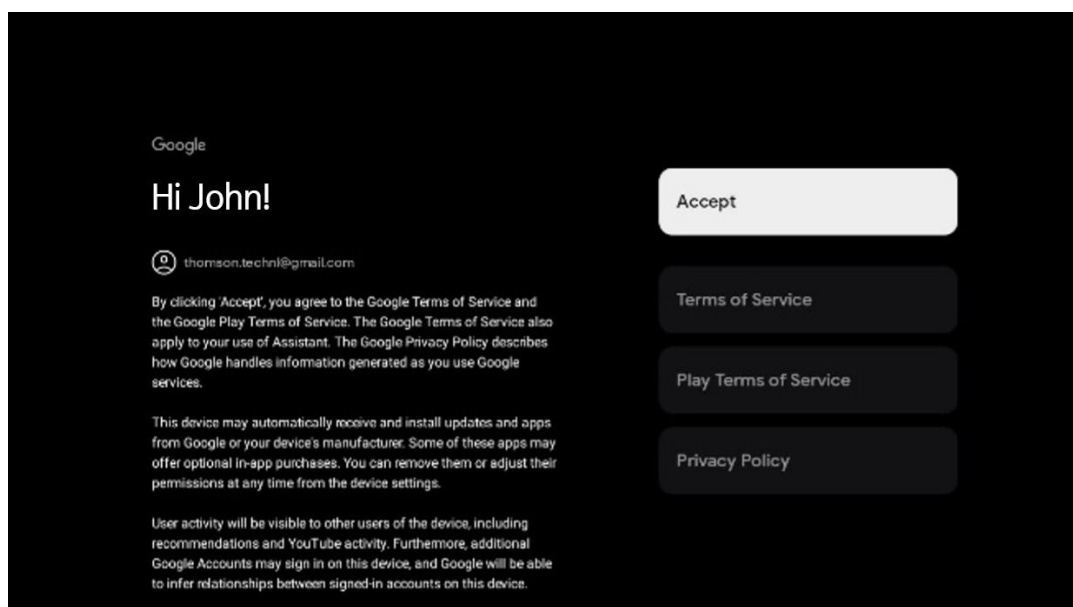 Google
Hi John!
thomson.technl@gmail.com
By clicking 'Accept', you agree to the Google Terms of Service and
the Google Play Terms of Service. The Google Terms of Service also
apply to your use of Assistant. The Google Privacy Policy describes
how Google handles information generated as you use Google
services.
This device may automatically receive and install updates and apps
from Google or your device's manufacturer. Some of these apps may
offer optional in-app purchases. You can remove them or adjust their
permissions at any time from the device settings.
User activity will be visible to other users of the device, including
recommendations and YouTube activity. Furthermore, additional
Google Accounts may sign in on this device, and Google will be able
to infer relationships between signed-in accounts on this device.
Accept
Terms of Service
Play Terms of Service
Privacy Policy